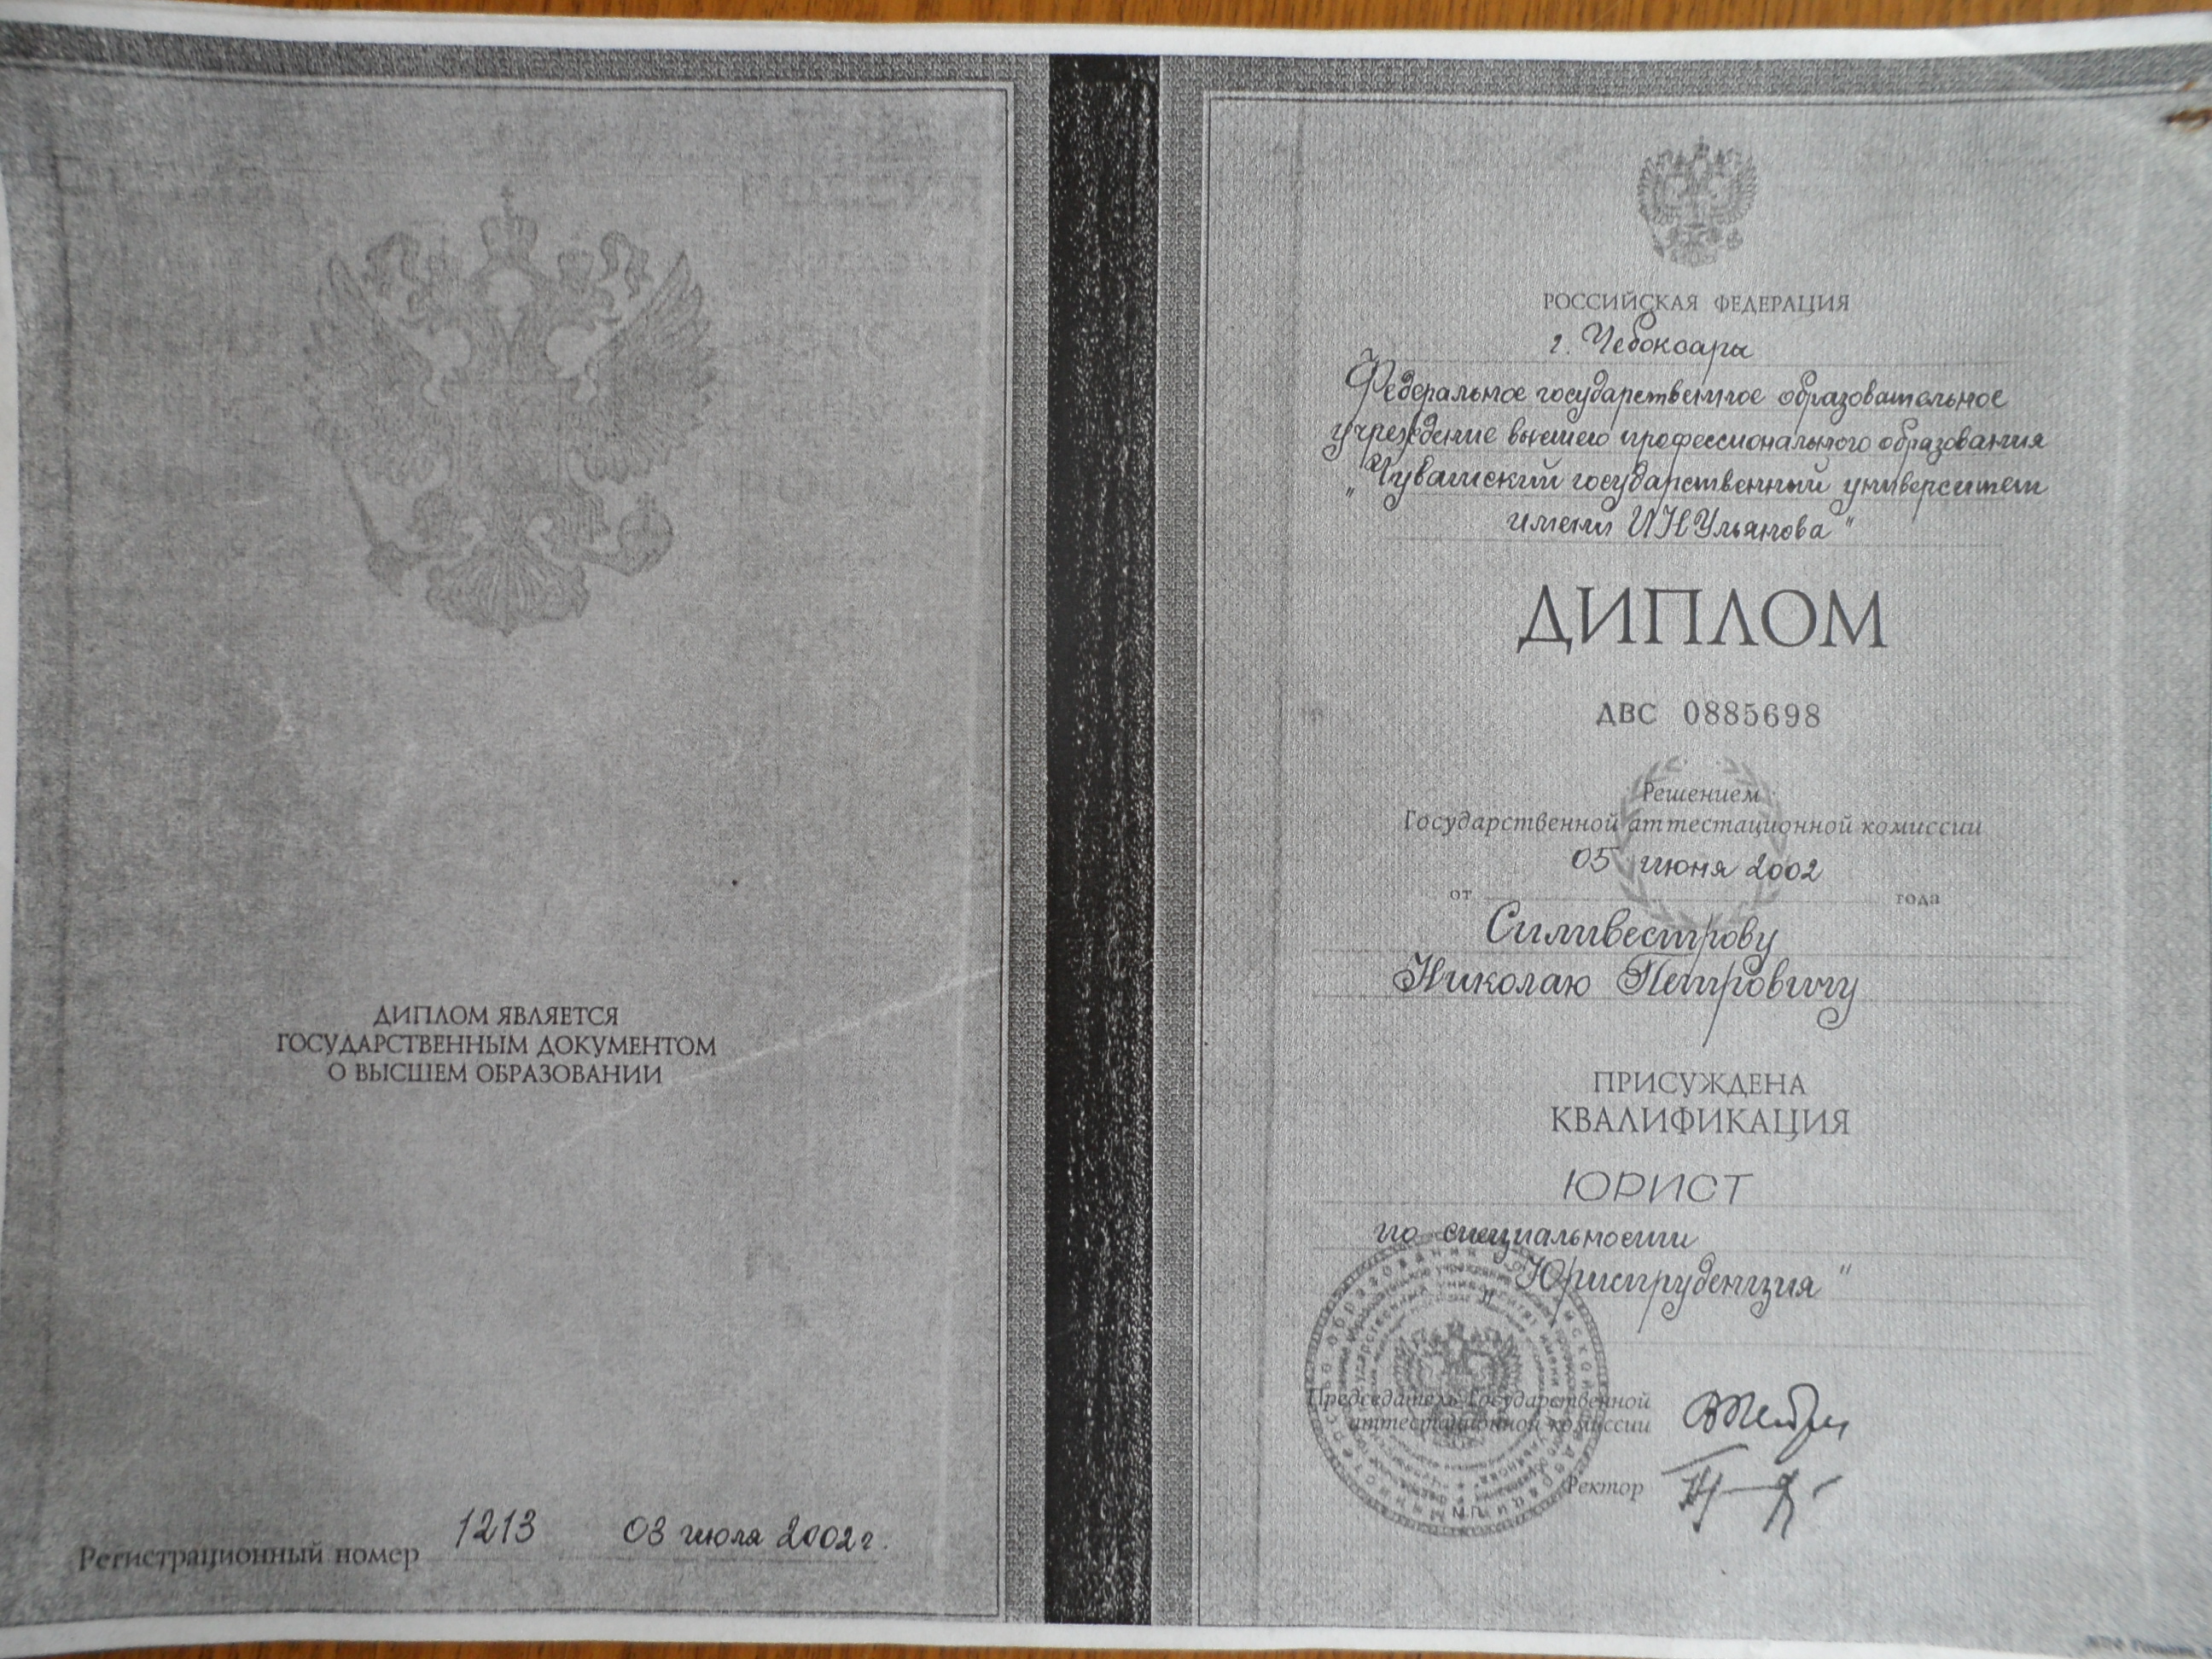 ДИПЛОМ ЯВЛЯЕТСЯ
ГОСУДАРСТВЕННЫМ ДОКУМЕНТОМ
О ВЫСШЕМ ОБРАЗОВАНИИ
Регистрационный номер 1213 03 июля 2002 г.
РОССИЙСКАЯ ФЕДЕРАЦИЯ
г. Чебоксары
Федеральное государственное образовательное
учреждение высшего профессионального образования
„Чувашский государственный университет
имени И Н Ульянова"
ДИПЛОМ
ДВС 0885698
Решением
Государственной аттестационной комиссии
от 05 июня 2002 года
Силивестрову
Николаю Петровичу
ПРИСУЖДЕНА
КВАЛИФИКАЦИЯ
ЮРИСТ
по специальности
„Юриспруденция"
Председатель Государственной
аттестационной комиссии
Ректор